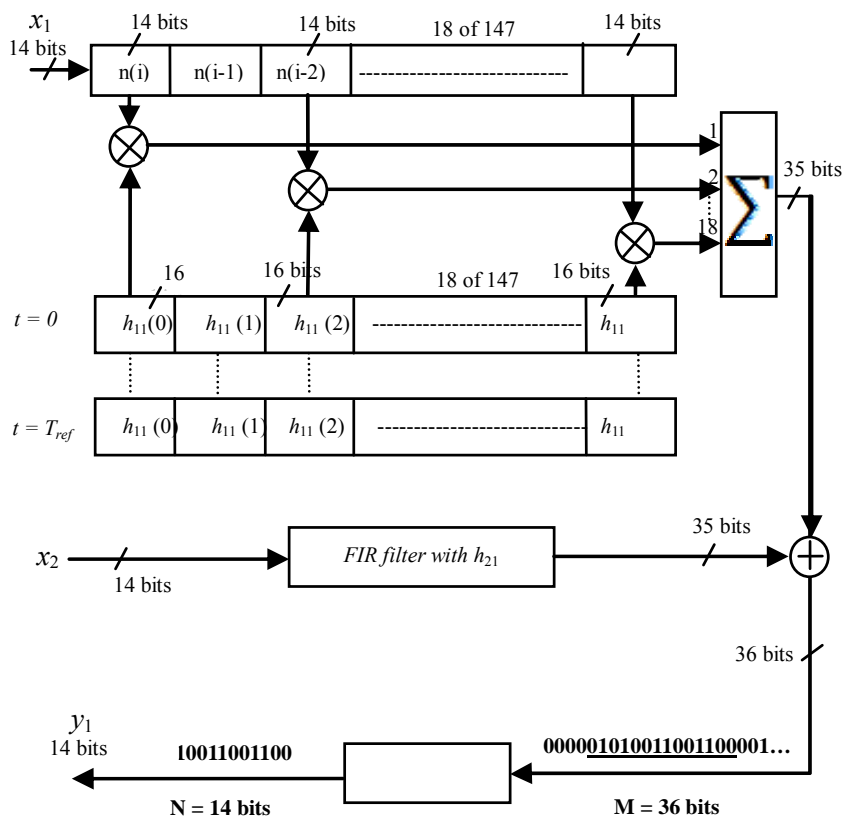 x1
14 bits
14 bits
14 bits
18 of 147
14 bits
n(i)
n(i-1)
n(i-2)
1
2
18
Σ
35 bits
16
16 bits
18 of 147
16 bits
t = 0
h11(0)
h11 (1)
h11 (2)
h11
t = Tref
h11 (0)
h11 (1)
h11 (2)
h11
x2
14 bits
FIR filter with h21
35 bits
36 bits
y1
14 bits
10011001100
000001010011001100001…
N = 14 bits
M = 36 bits